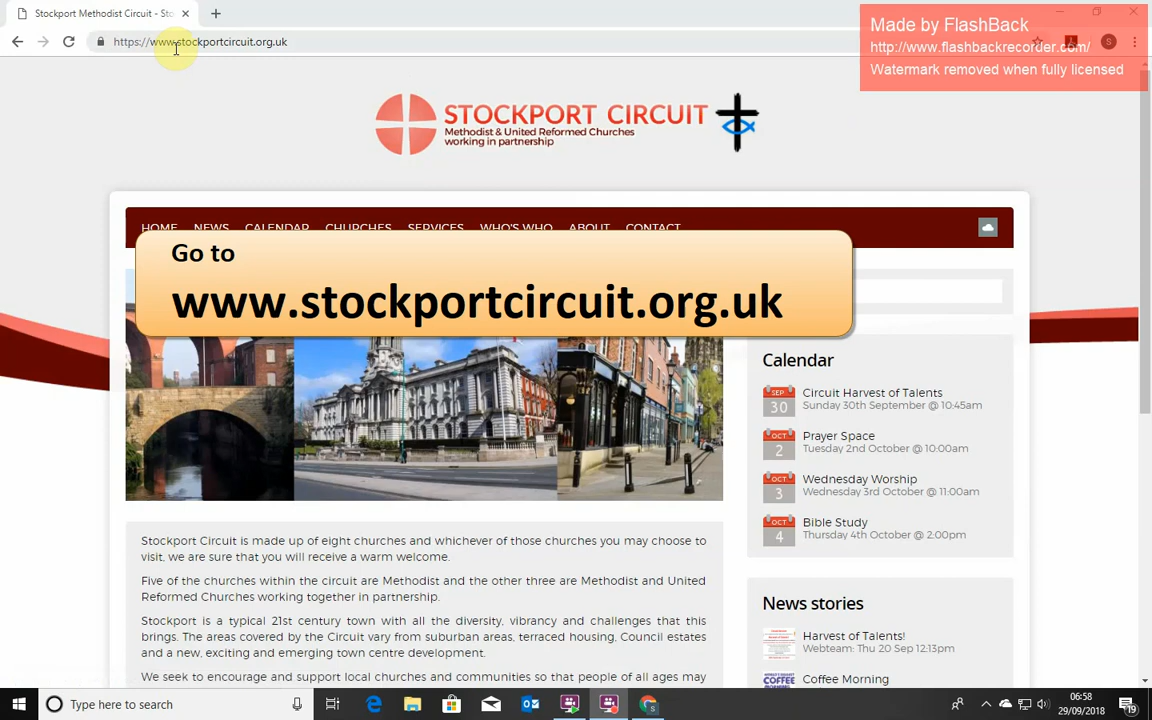 Stockport Methodist Circuit - Sto
https://www.stockportcircuit.org.uk
Made by FlashBack
http://www.flashbackrecorder.com/
Watermark removed when fully licensed
S
STOCKPORT CIRCUIT
Methodist & United Reformed Churches
working in partnership
HOME NEWS CALENDAR CHURCHES SERVICES WHO'S WHO ABOUT CONTACT
Go to
www.stockportcircuit.org.uk
Calendar
SEP 30
Circuit Harvest of Talents
Sunday 30th September @ 10:45am
OCT 2
Prayer Space
Tuesday 2nd October @ 10:00am
OCT 3
Wednesday Worship
Wednesday 3rd October @ 11:00am
OCT 4
Bible Study
Thursday 4th October @ 2:00pm
Stockport Circuit is made up of eight churches and whichever of those churches you may choose to
visit, we are sure that you will receive a warm welcome.
Five of the churches within the circuit are Methodist and the other three are Methodist and United
Reformed Churches working together in partnership.
Stockport is a typical 21st century town with all the diversity, vibrancy and challenges that this
brings. The areas covered by the Circuit vary from suburban areas, terraced housing, Council estates
and a new, exciting and emerging town centre development.
We seek to encourage and support local churches and communities so that people of all ages may
News stories
Harvest of Talents!
Webteam: Thu 20 Sep 12:13pm
COFFEE
Coffee Morning
Type here to search
06:58
29/09/2018
19